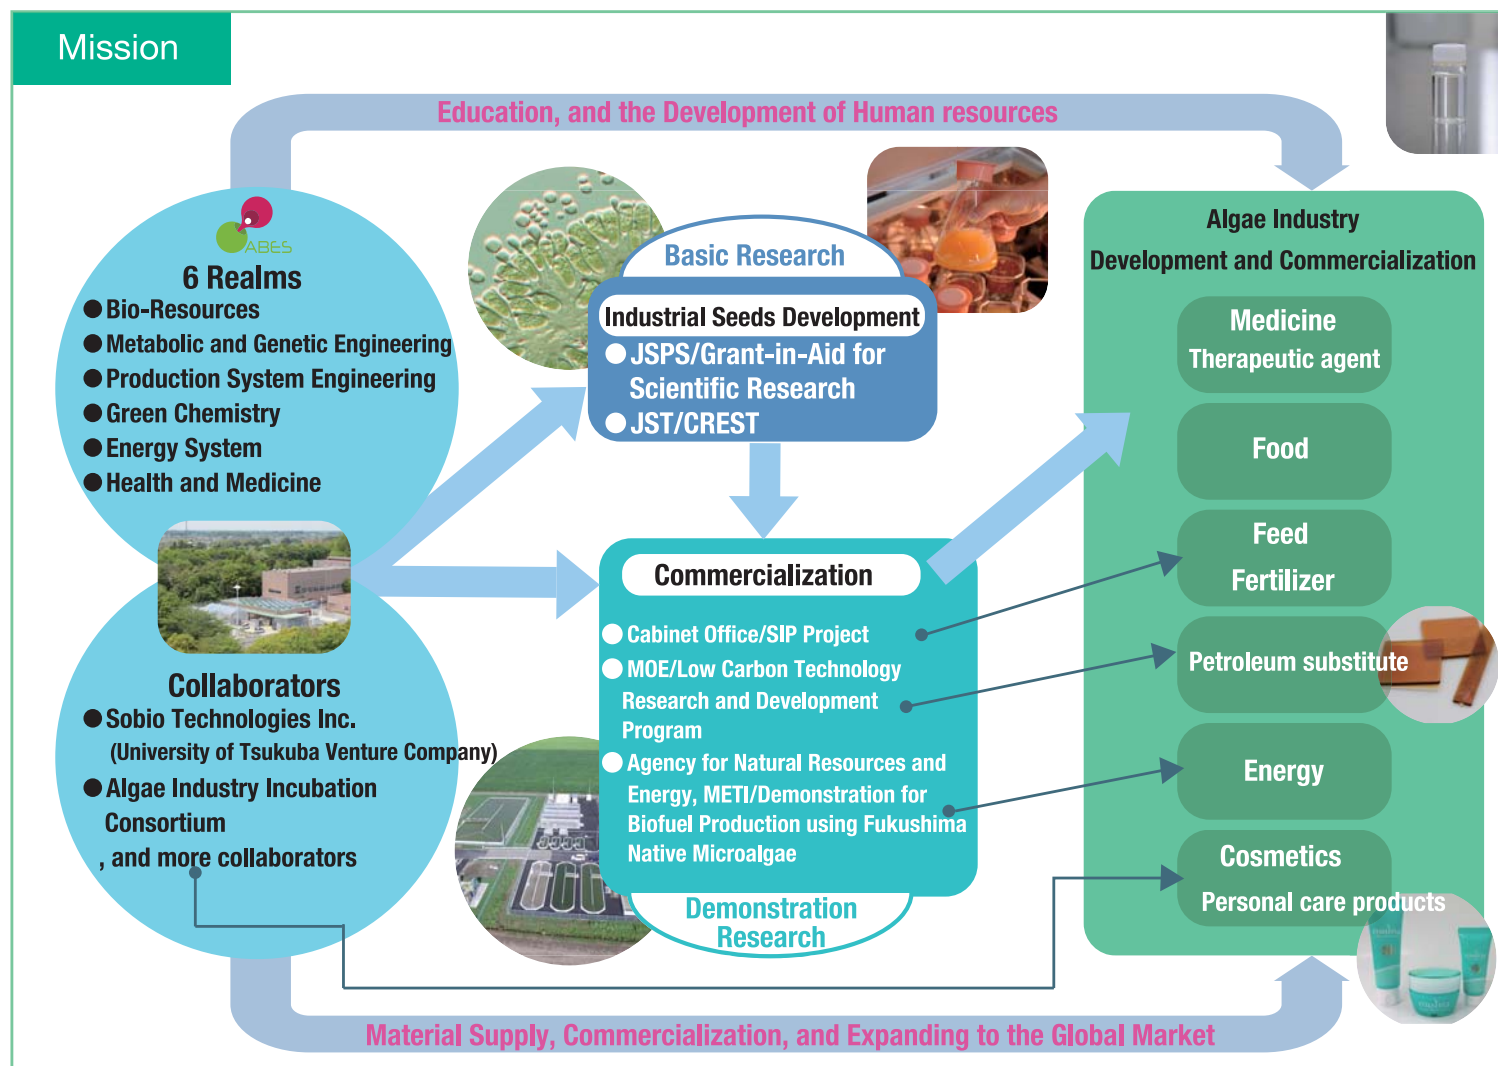 Mission
Education, and the Development of Human resources
ABES
6 Realms
●Bio-Resources
●Metabolic and Genetic Engineering
●Production System Engineering
●Green Chemistry
●Energy System
●Health and Medicine
Collaborators
●Sobio Technologies Inc.
(University of Tsukuba Venture Company)
●Algae Industry Incubation
Consortium
, and more collaborators
Basic Research
Industrial Seeds Development
●JSPS/Grant-in-Aid for
Scientific Research
●JST/CREST
Commercialization
●Cabinet Office/SIP Project
●MOE/Low Carbon Technology
Research and Development
Program
●Agency for Natural Resources and
Energy, METI/Demonstration for
Biofuel Production using Fukushima
Native Microalgae
Demonstration
Research
Algae Industry
Development and Commercialization
Medicine
Therapeutic agent
Food
Feed
Fertilizer
Petroleum substitute
Energy
Cosmetics
Personal care products
Material Supply, Commercialization, and Expanding to the Global Market